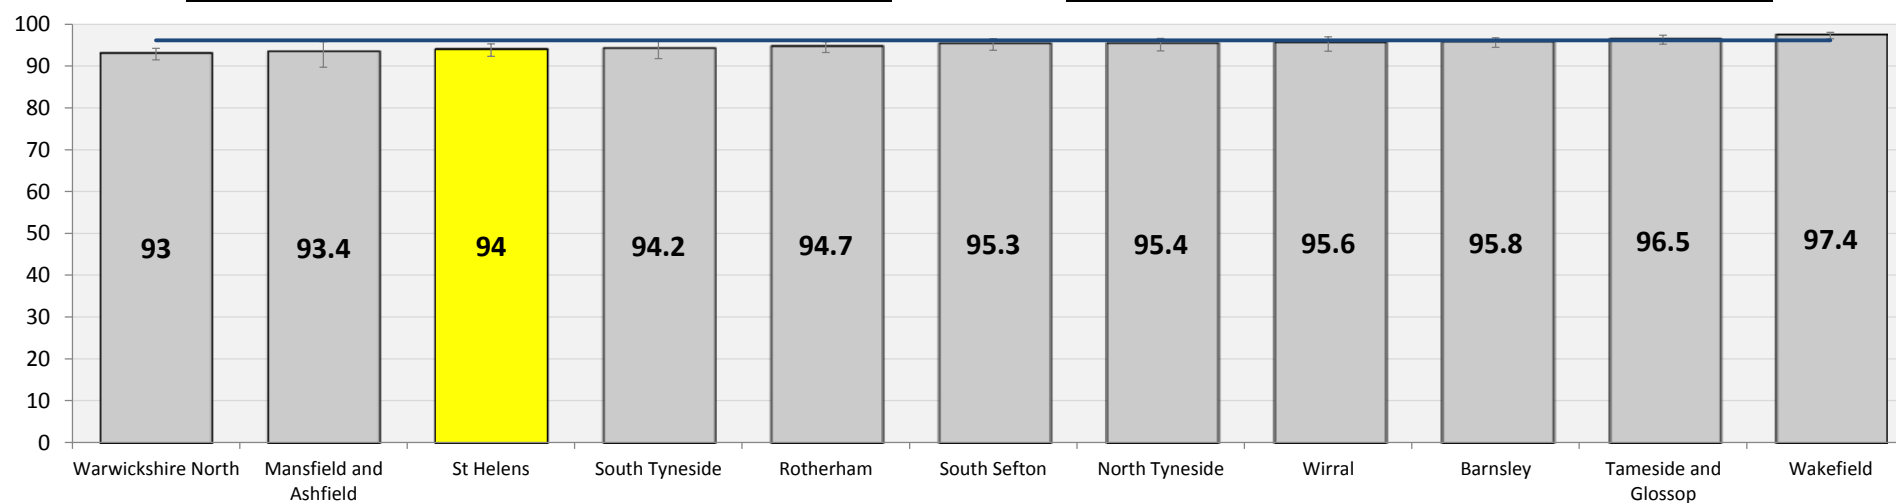 100
90
80
70
60
50
40
30
20
10
0
93
93.4
94
94.2
94.7
95.3
95.4
95.6
95.8
96.5
97.4
Warwickshire North
Mansfield and
Ashfield
St Helens
South Tyneside
Rotherham
South Sefton
North Tyneside
Wirral
Barnsley
Tameside and
Glossop
Wakefield